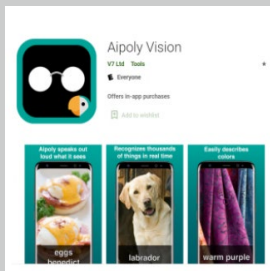 Aipoly Vision
V7 Ltd Tools
Everyone
Offers in-app purchases
Add to wishlist
Aipoly speaks out
loud what it sees
Recognizes thousands
of things in real time
Easily describes
colors
eggs
benedict
labrador
warm purple